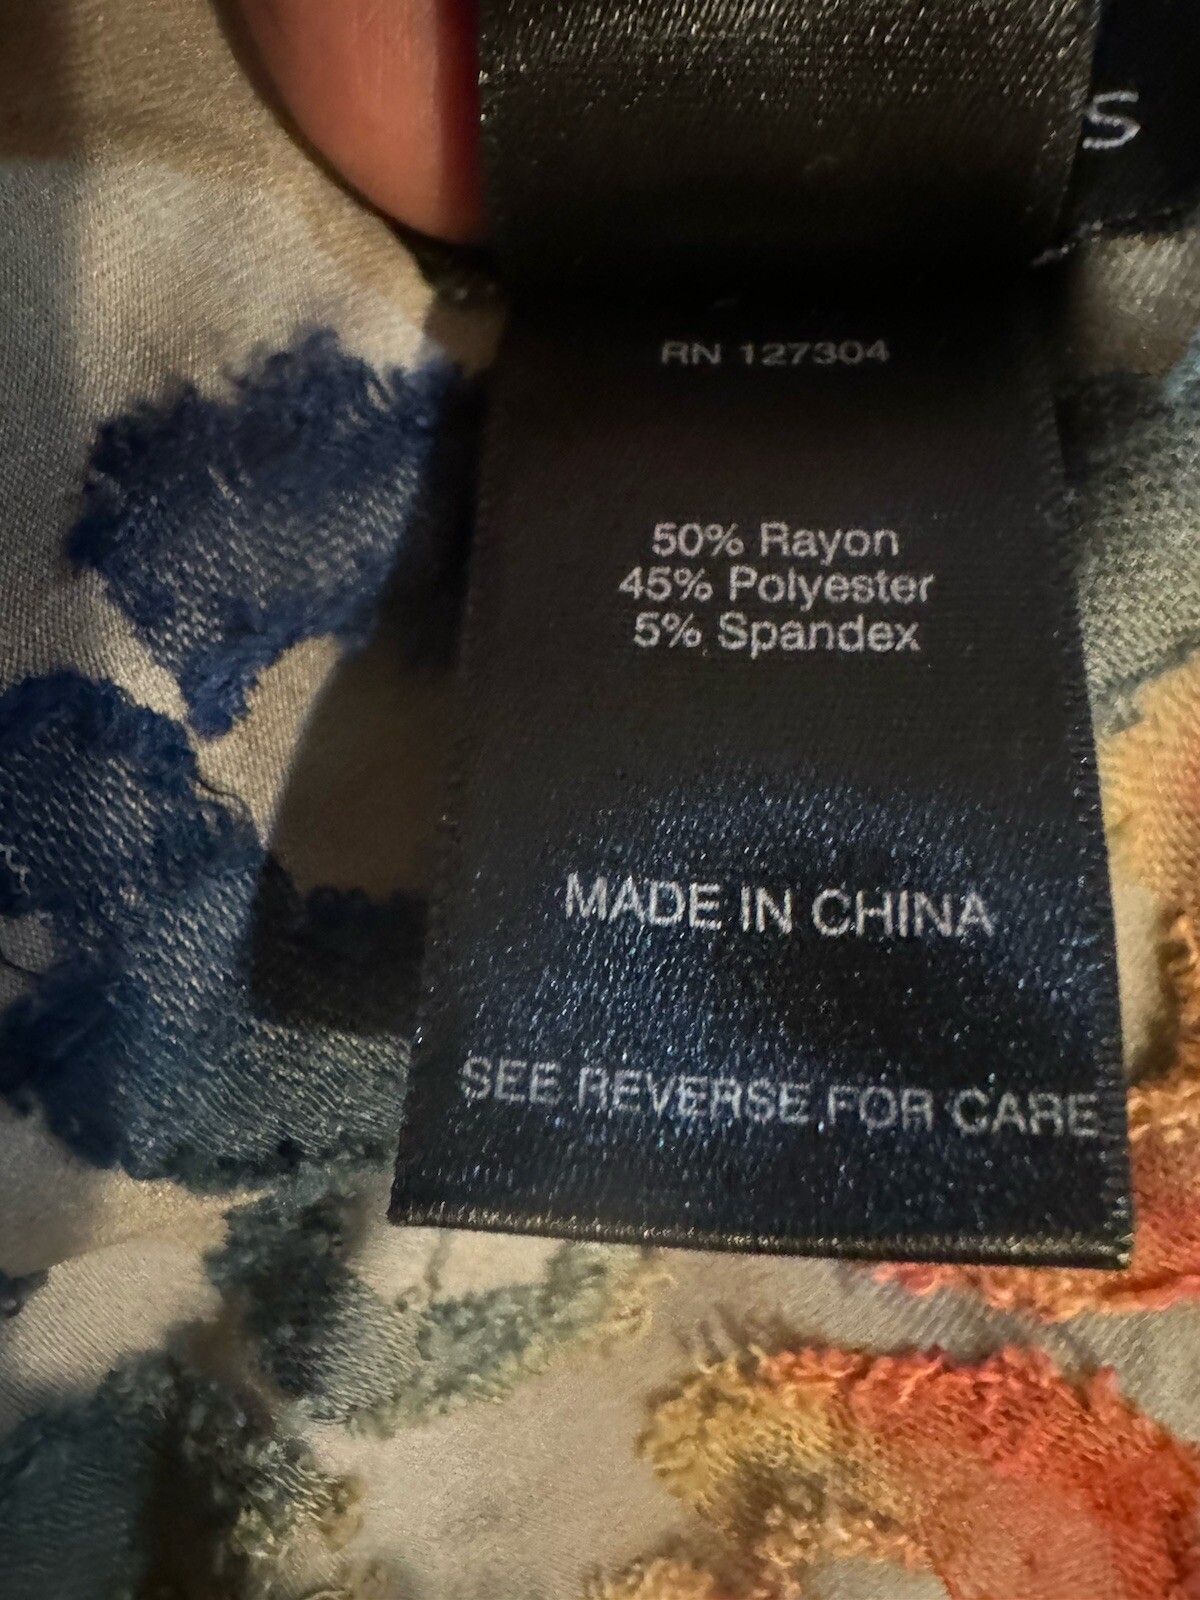 S
RN 127304
50% Rayon
45% Polyester
5% Spandex
MADE IN CHINA
SEE REVERSE FOR CARE